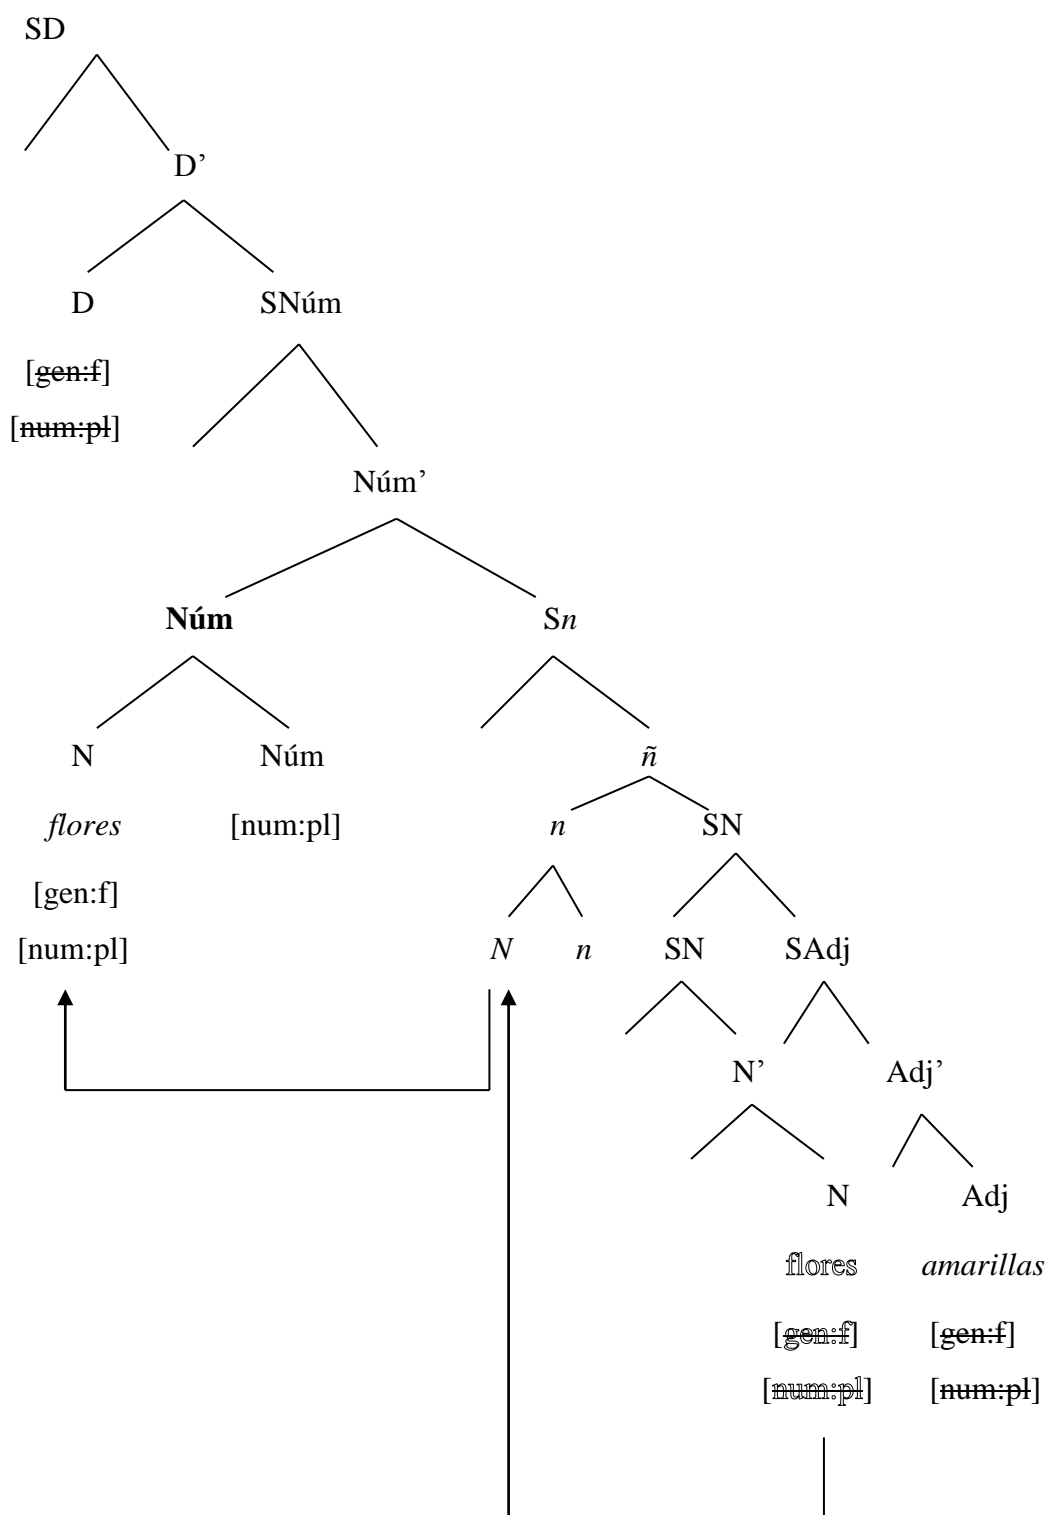 SD
D’
D SNúm
[gen:f]
[num:pl]
Núm’
Núm Sn
N Núm ñ
flores [num:pl] n SN
[gen:f]
[num:pl] N n SN SAdj
N’ Adj’
N Adj
flores amarillas
[gen:f] [gen:f]
[num:pl] [num:pl]